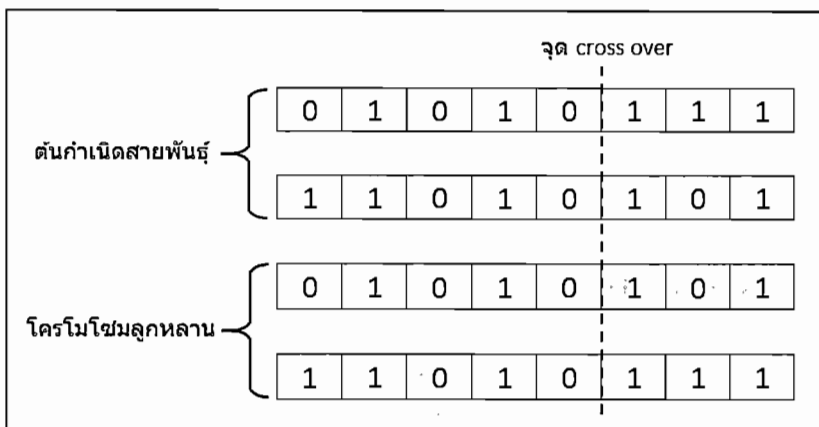 จุด cross over
0 1 0 1 0 1 1 1
ต้นกำเนิดสายพันธุ์
1 1 0 1 0 1 0 1
0 1 0 1 0 1 0 1
โครโมโซมลูกหลาน
1 1 0 1 0 1 1 1